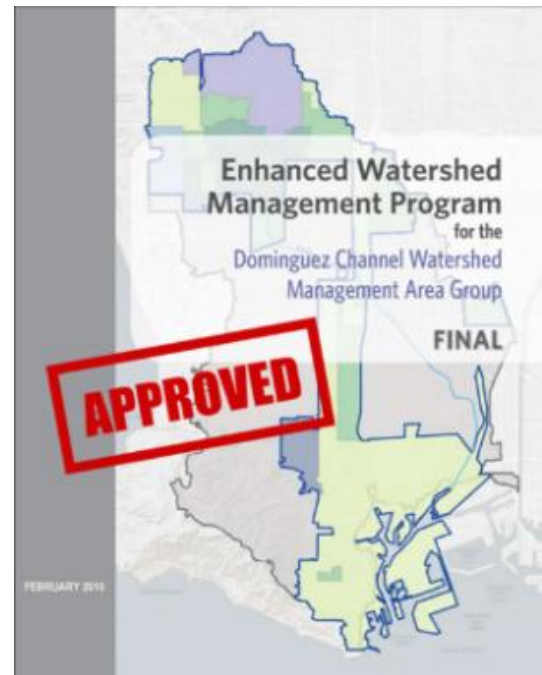 Enhanced Watershed
Management Program
for the
Dominguez Channel Watershed
Management Area Group
FINAL
APPROVED
FEBRUARY 2016